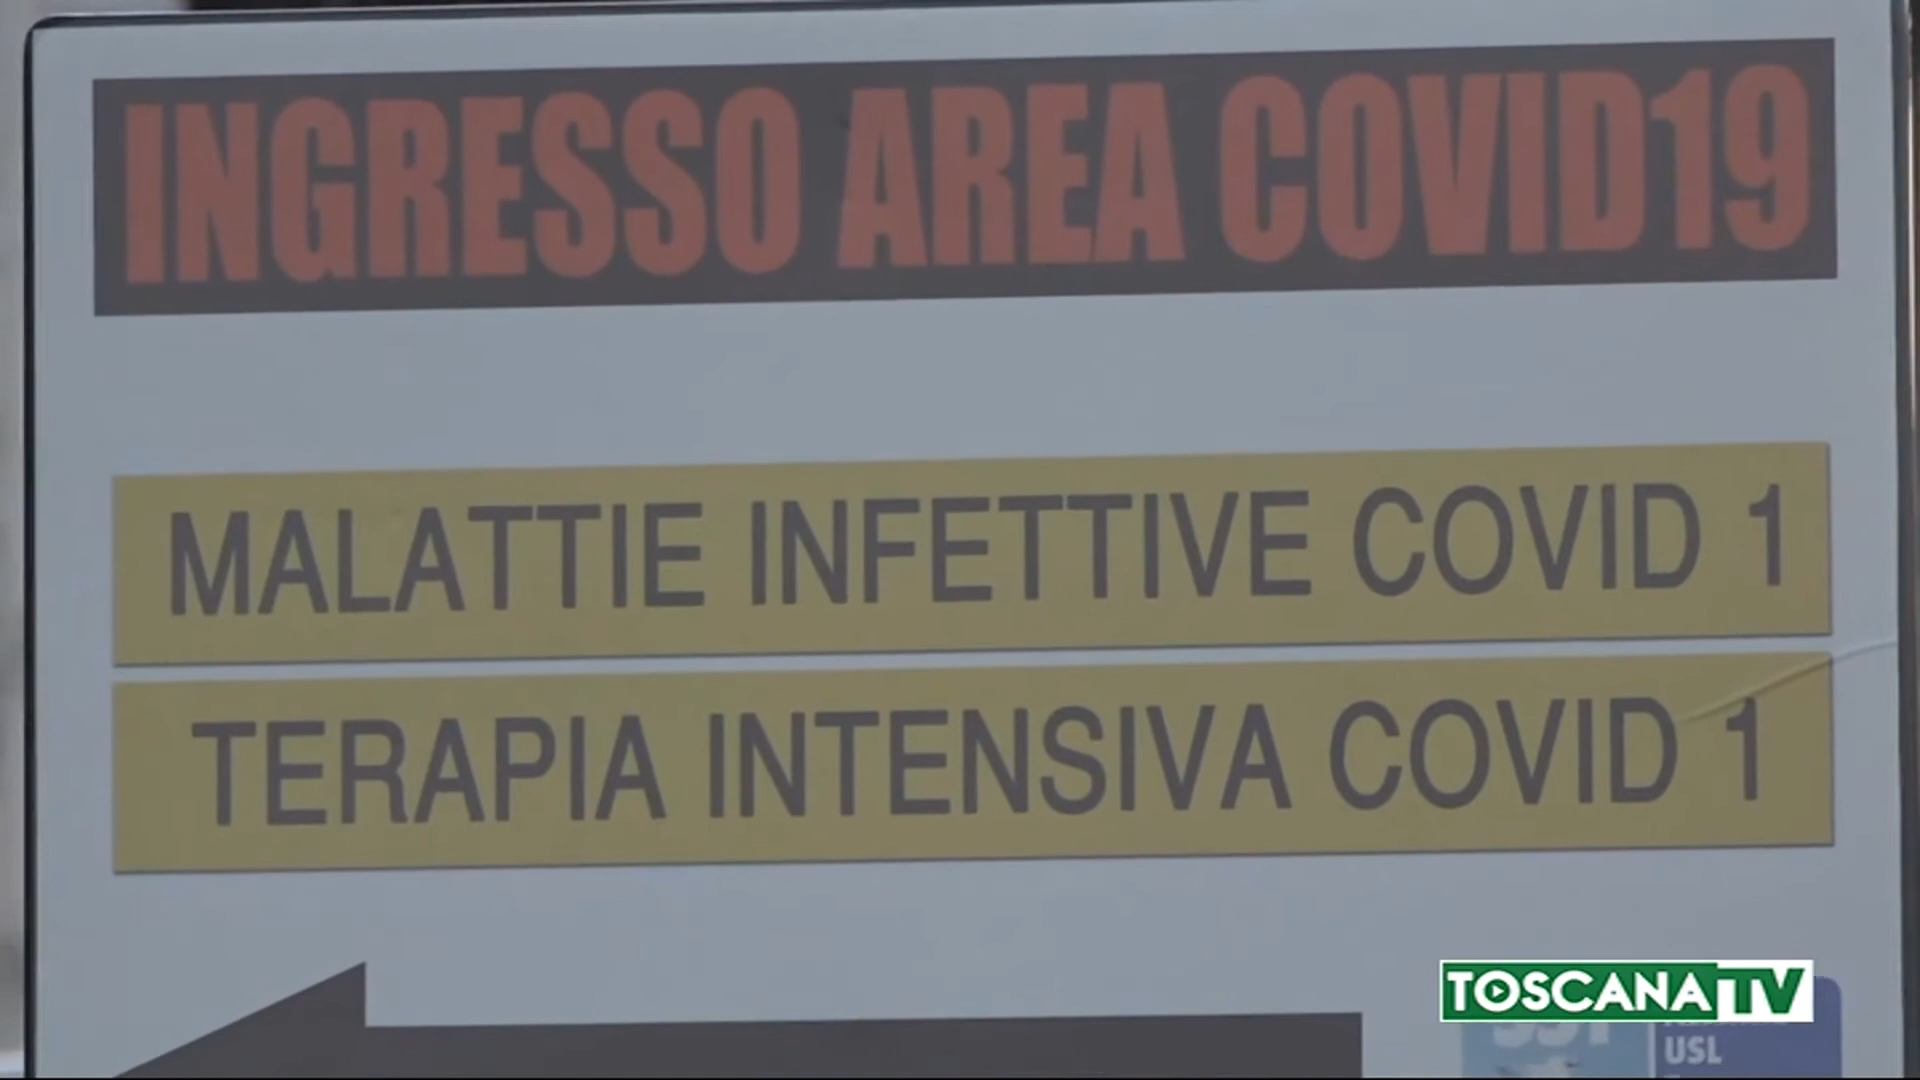 INGRESSO AREA COVID19
MALATTIE INFETTIVE COVID 1
TERAPIA INTENSIVA COVID 1
TOSCANA TV
USL